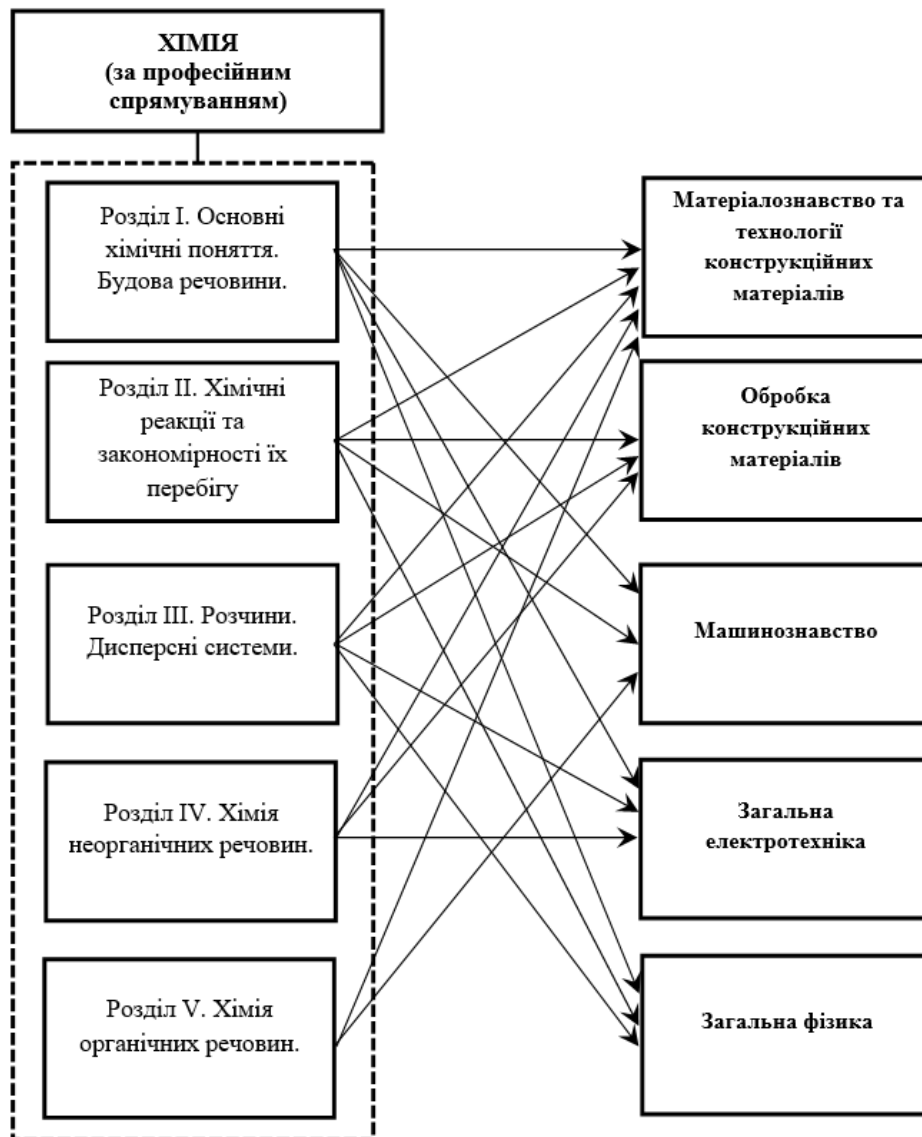 ХІМІЯ
(за професійним
спрямуванням)
Розділ I. Основні
хімічні поняття.
Будова речовини.
Розділ II. Хімічні
реакції та
закономірності їх
перебігу
Розділ III. Розчини.
Дисперсні системи.
Розділ IV. Хімія
неорганічних речовин.
Розділ V. Хімія
органічних речовин.
Матеріалознавство та
технології
конструкційних
матеріалів
Обробка
конструкційних
матеріалів
Машинознавство
Загальна
електротехніка
Загальна фізика